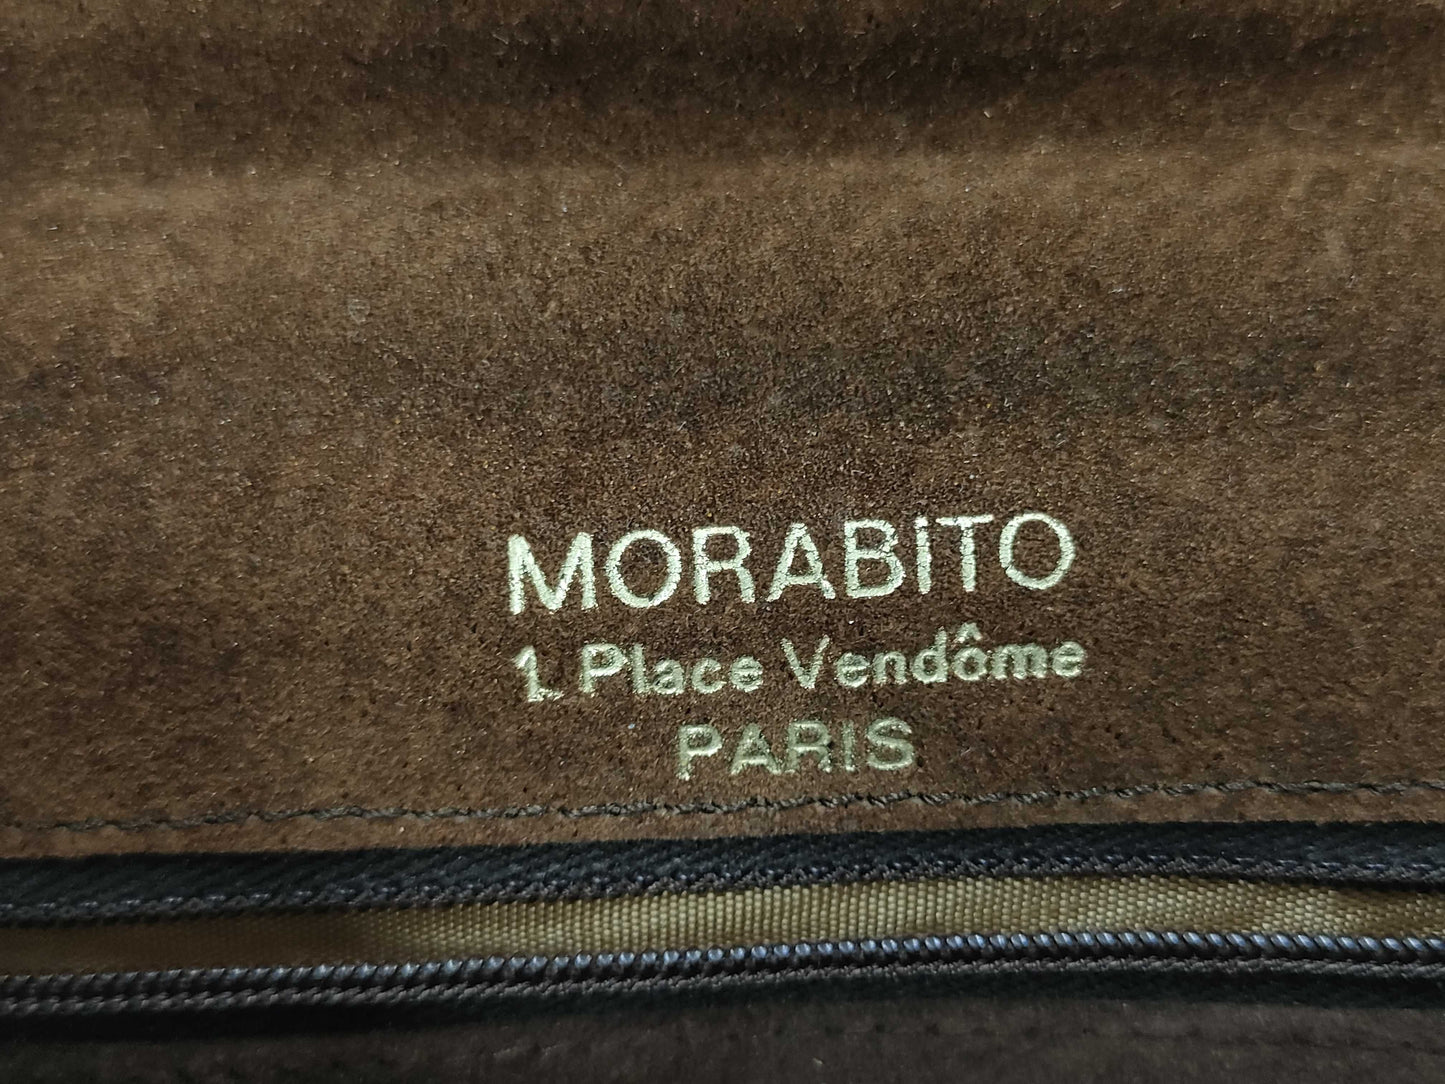 MORABITO
1, Place Vendôme
PARIS